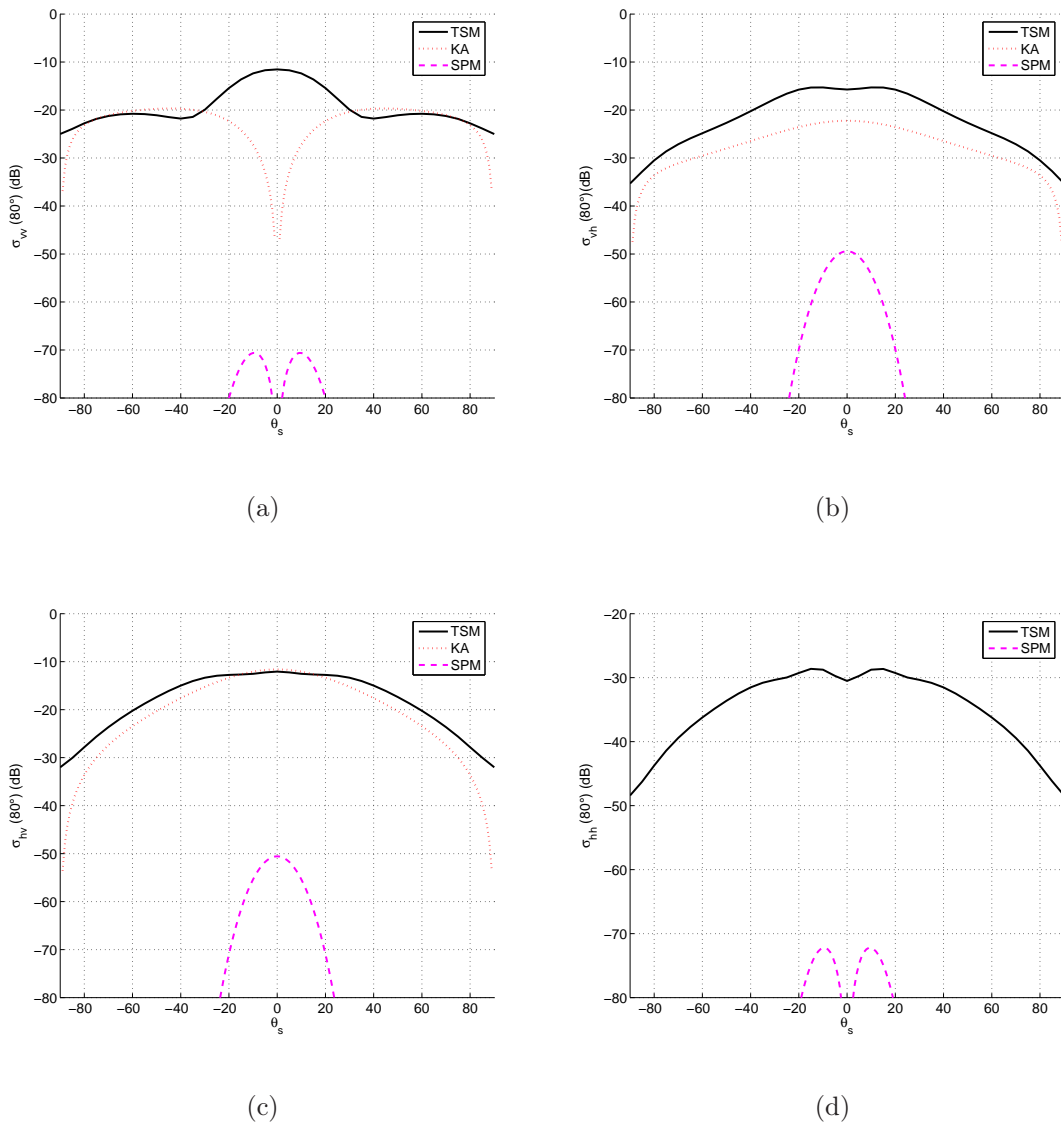 0
−10
−20
−30
−40
−50
−60
−70
−80
−80 −60 −40 −20 0 20 40 60 80
θs
σvv (80°) (dB)
TSM
KA
SPM
(a)
0
−10
−20
−30
−40
−50
−60
−70
−80
−80 −60 −40 −20 0 20 40 60 80
θs
σvh (80°)(dB)
TSM
KA
SPM
(b)
0
−10
−20
−30
−40
−50
−60
−70
−80
−80 −60 −40 −20 0 20 40 60 80
θs
σhv (80°) (dB)
TSM
KA
SPM
(c)
−20
−30
−40
−50
−60
−70
−80
−80 −60 −40 −20 0 20 40 60 80
θs
σhh (80°) (dB)
TSM
SPM
(d)